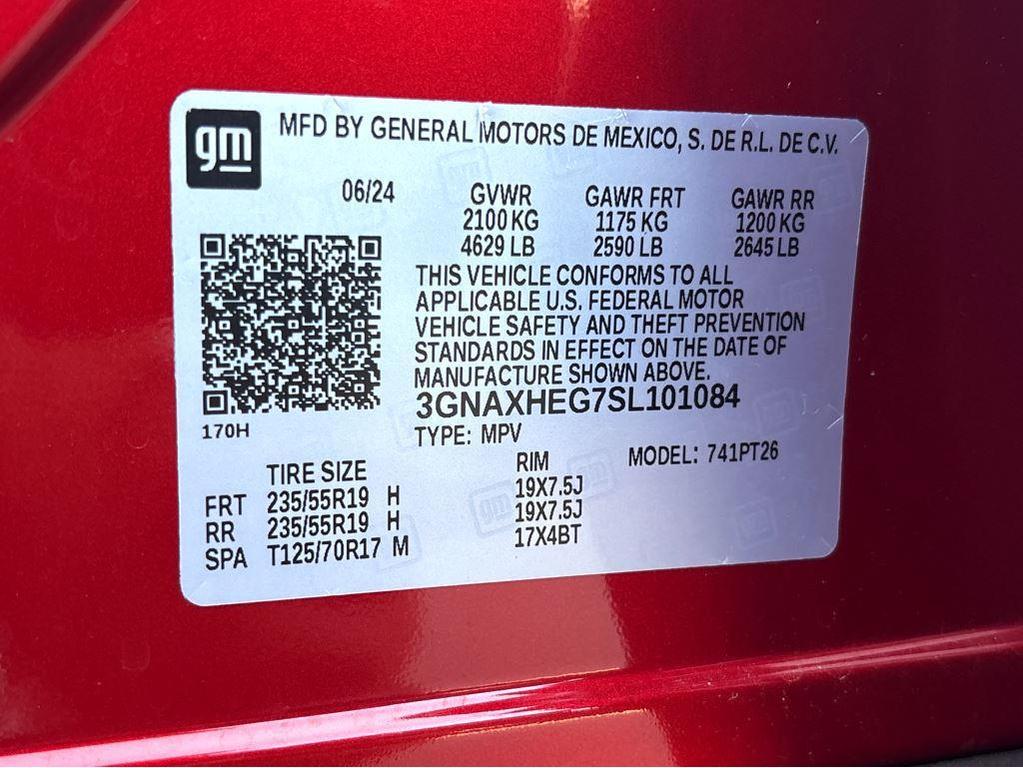 gm MFD BY GENERAL MOTORS DE MEXICO, S. DE R.L. DE C.V.
06/24 GVWR GAWR FRT GAWR RR
2100 KG 1175 KG 1200 KG
4629 LB 2590 LB 2645 LB
THIS VEHICLE CONFORMS TO ALL
APPLICABLE U.S. FEDERAL MOTOR
VEHICLE SAFETY AND THEFT PREVENTION
STANDARDS IN EFFECT ON THE DATE OF
MANUFACTURE SHOWN ABOVE.
3GNAXHEG7SL101084
170H
TYPE: MPV
MODEL: 741PT26
TIRE SIZE RIM
FRT 235/55R19 H 19X7.5J
RR 235/55R19 H 19X7.5J
SPA T125/70R17 M 17X4BT